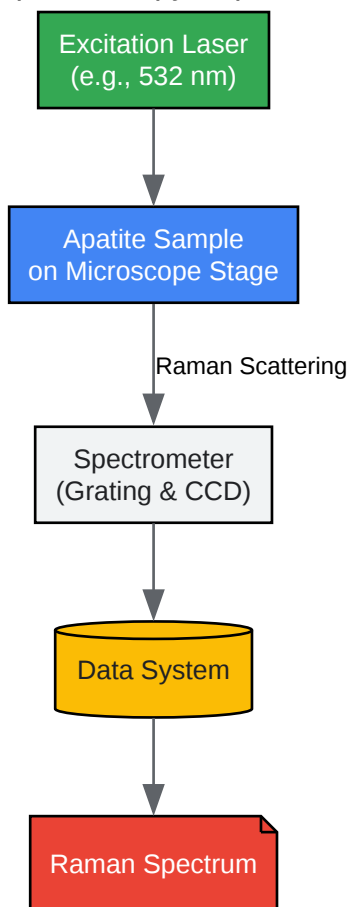 Excitation Laser
(e.g., 532 nm)
Apatite Sample
on Microscope Stage
Raman Scattering
Spectrometer
(Grating & CCD)
Data System
Raman Spectrum